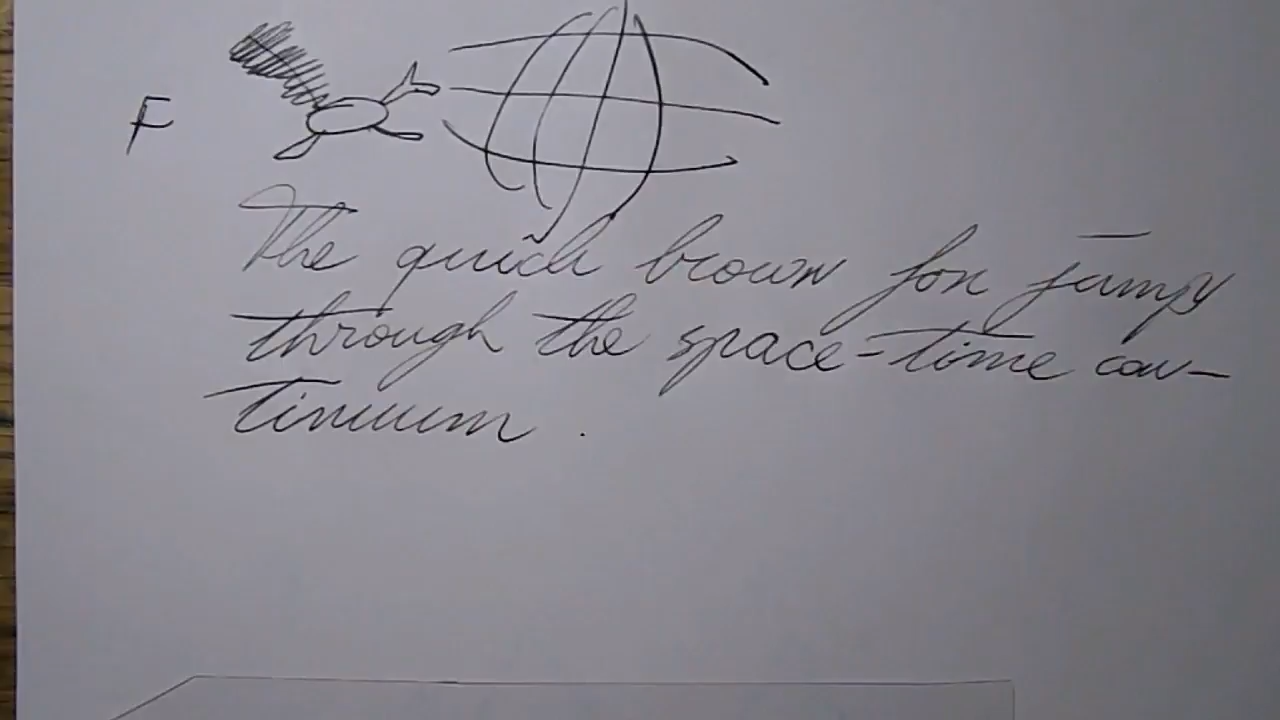 F
The quick brown fox jumps
through the space-time con-
tinuum.